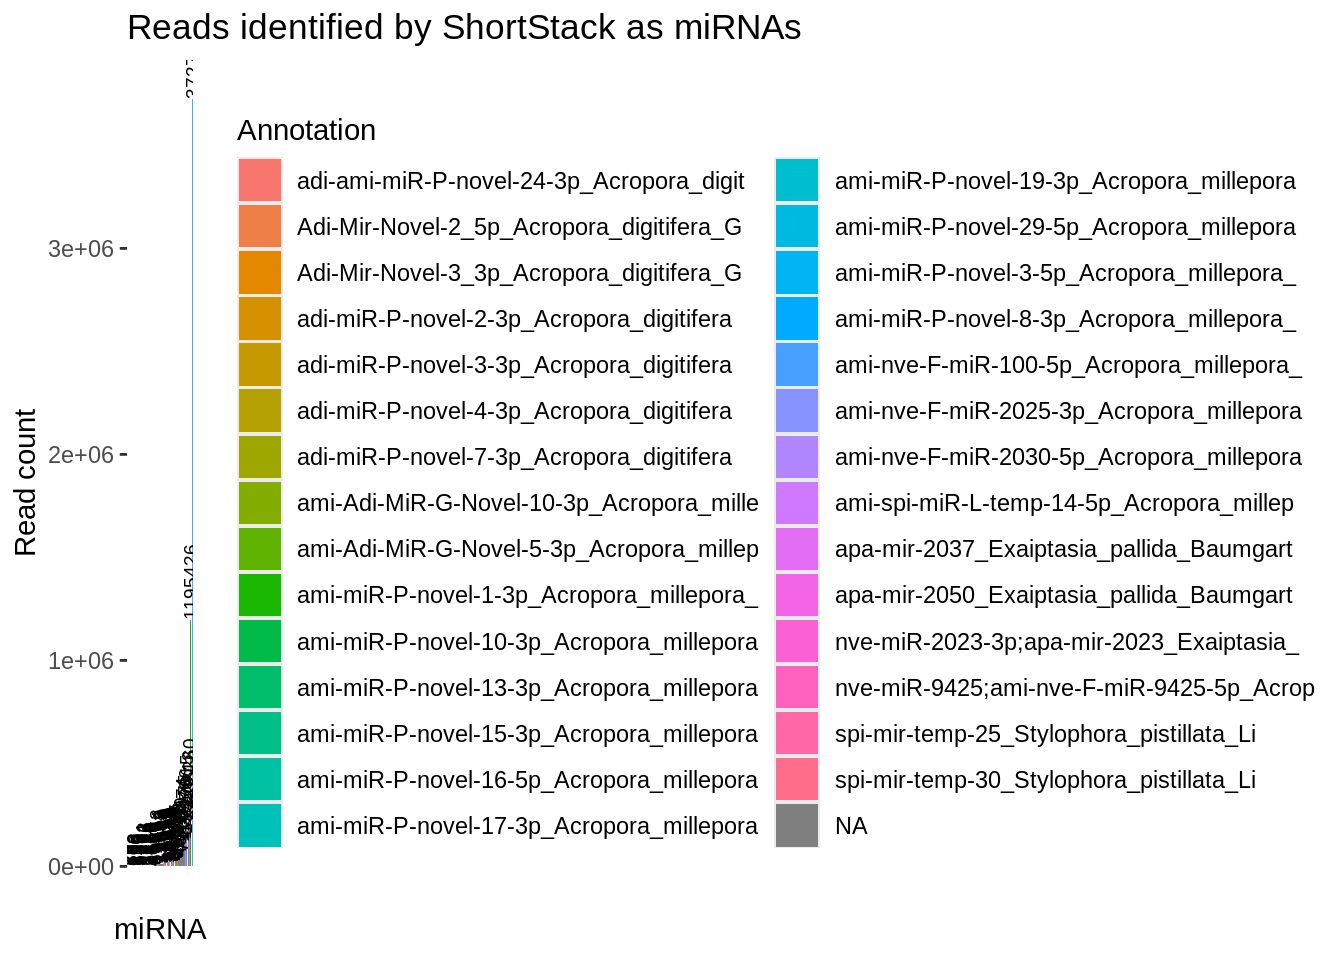 Reads identified by ShortStack as miRNAs
Annotation
adi-ami-miR-P-novel-24-3p_Acropora_digit
Adi-Mir-Novel-2_5p_Acropora_digitifera_G
Adi-Mir-Novel-3_3p_Acropora_digitifera_G
adi-miR-P-novel-2-3p_Acropora_digitifera
adi-miR-P-novel-3-3p_Acropora_digitifera
adi-miR-P-novel-4-3p_Acropora_digitifera
adi-miR-P-novel-7-3p_Acropora_digitifera
ami-Adi-MiR-G-Novel-10-3p_Acropora_mille
ami-Adi-MiR-G-Novel-5-3p_Acropora_millep
ami-miR-P-novel-1-3p_Acropora_millepora_
ami-miR-P-novel-10-3p_Acropora_millepora
ami-miR-P-novel-13-3p_Acropora_millepora
ami-miR-P-novel-15-3p_Acropora_millepora
ami-miR-P-novel-16-5p_Acropora_millepora
ami-miR-P-novel-17-3p_Acropora_millepora
ami-miR-P-novel-19-3p_Acropora_millepora
ami-miR-P-novel-29-5p_Acropora_millepora
ami-miR-P-novel-3-5p_Acropora_millepora_
ami-miR-P-novel-8-3p_Acropora_millepora_
ami-nve-F-miR-100-5p_Acropora_millepora_
ami-nve-F-miR-2025-3p_Acropora_millepora
ami-nve-F-miR-2030-5p_Acropora_millepora
ami-spi-miR-L-temp-14-5p_Acropora_millep
apa-mir-2037_Exaiptasia_pallida_Baumgart
apa-mir-2050_Exaiptasia_pallida_Baumgart
nve-miR-2023-3p;apa-mir-2023_Exaiptasia_
nve-miR-9425;ami-nve-F-miR-9425-5p_Acrop
spi-mir-temp-25_Stylophora_pistillata_Li
spi-mir-temp-30_Stylophora_pistillata_Li
NA
Read count
3e+06
2e+06
1e+06
0e+00
1195426
miRNA